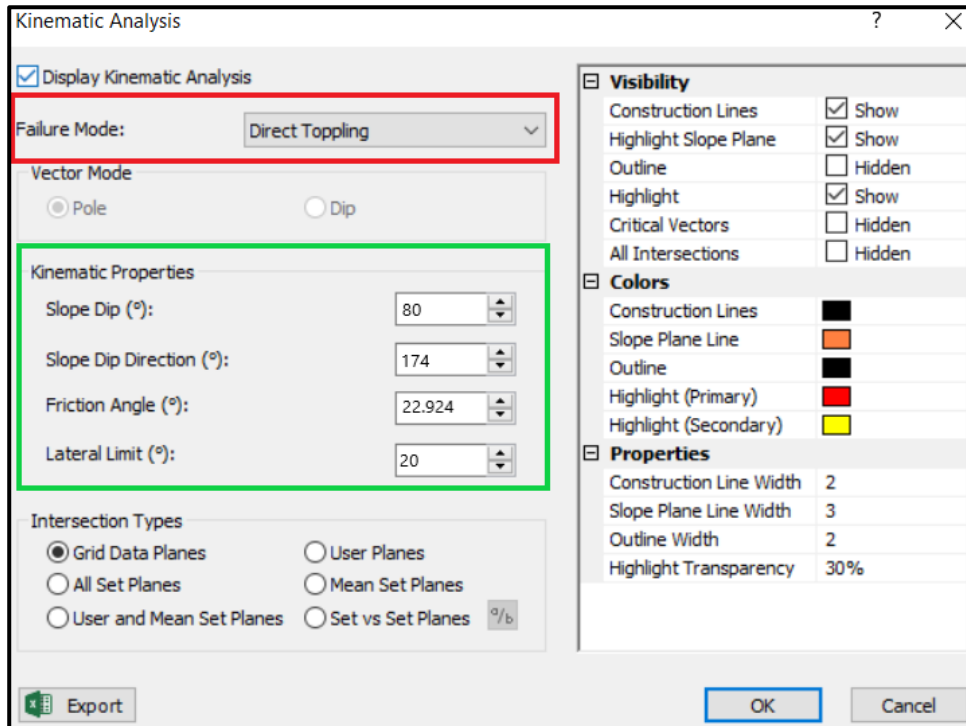 Kinematic Analysis ? X
Display Kinematic Analysis
Failure Mode: Direct Toppling
Vector Mode
Pole Dip
Kinematic Properties
Slope Dip (°): 80
Slope Dip Direction (°): 174
Friction Angle (°): 22.924
Lateral Limit (°): 20
Intersection Types
Grid Data Planes User Planes
All Set Planes Mean Set Planes
User and Mean Set Planes Set vs Set Planes a/b
Export
Visibility
Construction Lines Show
Highlight Slope Plane Show
Outline Hidden
Highlight Show
Critical Vectors Hidden
All Intersections Hidden
Colors
Construction Lines
Slope Plane Line
Outline
Highlight (Primary)
Highlight (Secondary)
Properties
Construction Line Width 2
Slope Plane Line Width 3
Outline Width 2
Highlight Transparency 30%
OK Cancel